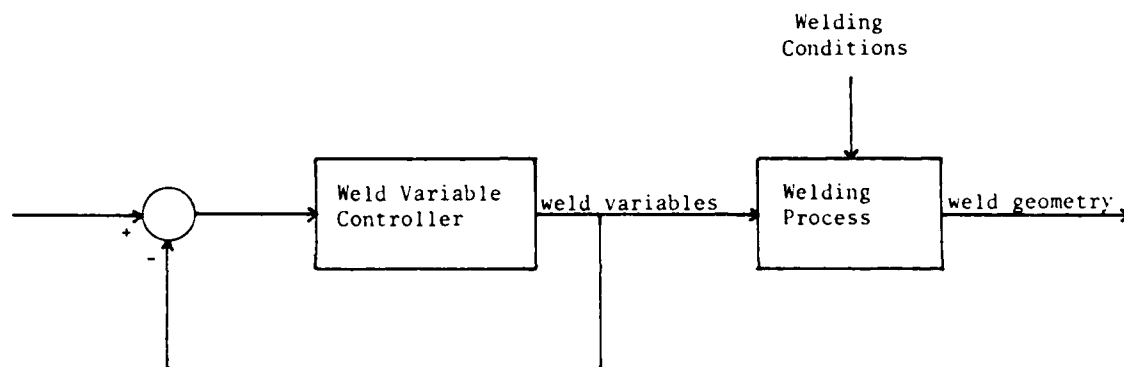 Welding
Conditions
Weld Variable
Controller
weld variables
Welding
Process
weld geometry
+
-